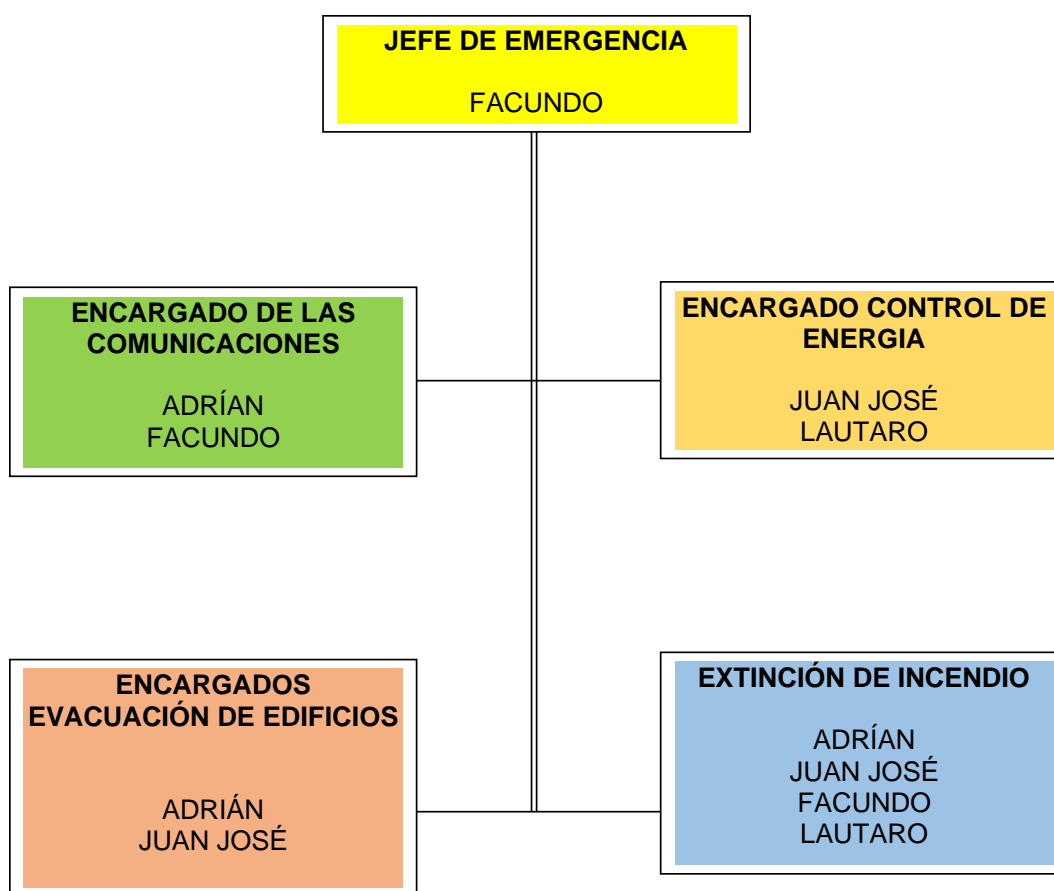 JEFE DE EMERGENCIA
FACUNDO
ENCARGADO DE LAS
COMUNICACIONES
ADRÍAN
FACUNDO
ENCARGADO CONTROL DE
ENERGIA
JUAN JOSÉ
LAUTARO
ENCARGADOS
EVACUACIÓN DE EDIFICIOS
ADRIÁN
JUAN JOSÉ
EXTINCIÓN DE INCENDIO
ADRÍAN
JUAN JOSÉ
FACUNDO
LAUTARO